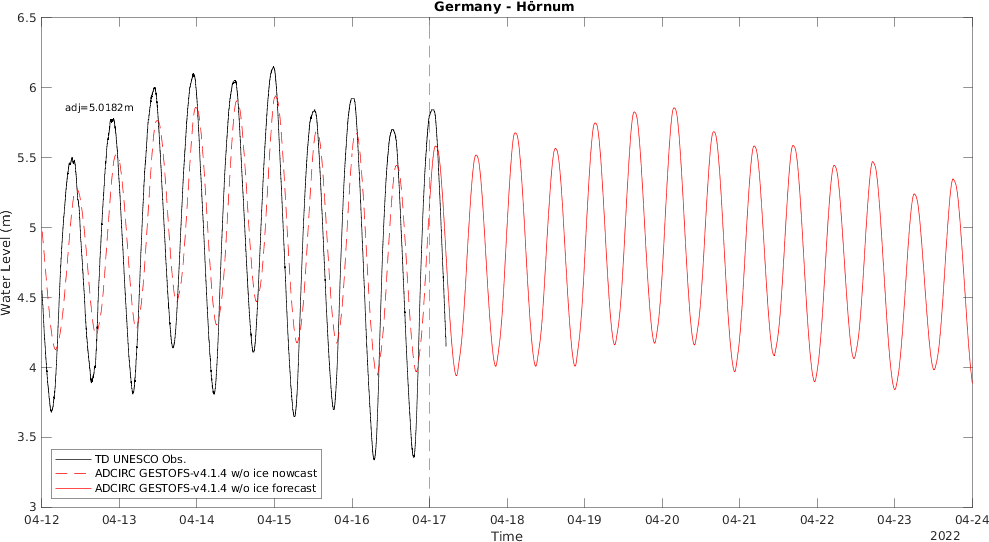 Germany - Hörnum
6.5
6
5.5
5
4.5
4
3.5
3
Water Level (m)
adj=5.0182m
TD UNESCO Obs.
ADCIRC GESTOFS-v4.1.4 w/o ice nowcast
ADCIRC GESTOFS-v4.1.4 w/o ice forecast
04-12 04-13 04-14 04-15 04-16 04-17 04-18 04-19 04-20 04-21 04-22 04-23 04-24
Time
2022